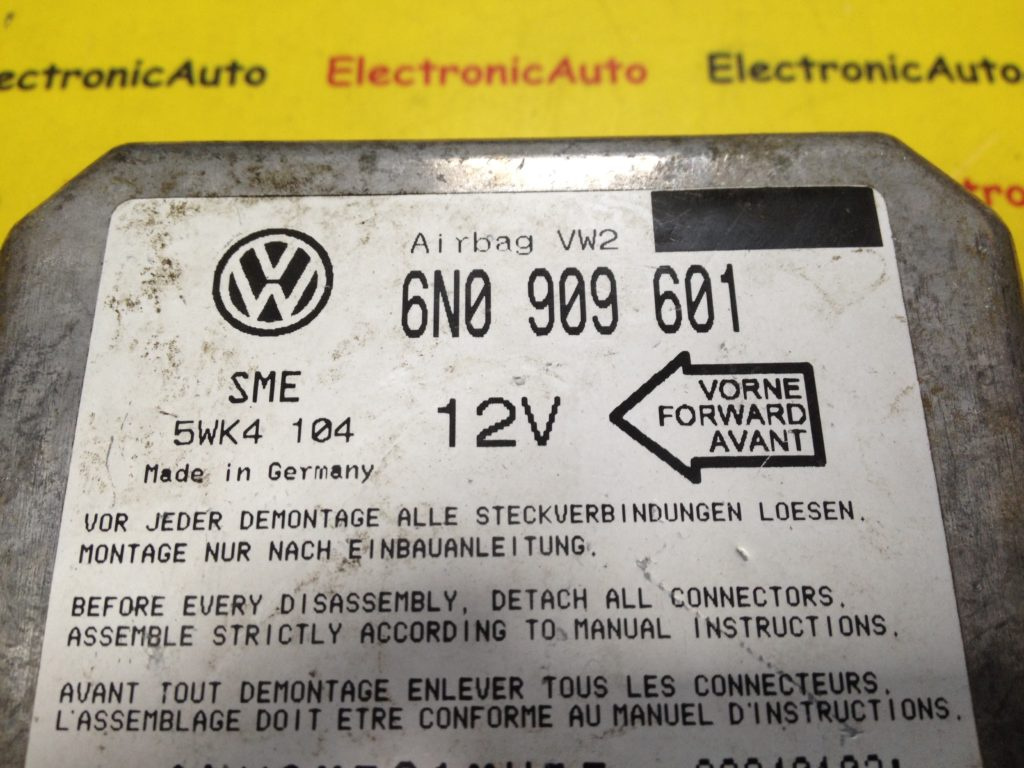 ElectronicAuto ElectronicAuto ElectronicAuto
Airbag VW2
6N0 909 601
SME
5WK4 104
Made in Germany
12V
VORNE
FORWARD
AVANT
VOR JEDER DEMONTAGE ALLE STECKVERBINDUNGEN LOESEN.
MONTAGE NUR NACH EINBAUANLEITUNG.
BEFORE EVERY DISASSEMBLY, DETACH ALL CONNECTORS.
ASSEMBLE STRICTLY ACCORDING TO MANUAL INSTRUCTIONS.
AVANT TOUT DEMONTAGE ENLEVER TOUS LES CONNECTEURS.
L'ASSEMBLAGE DOIT ETRE CONFORME AU MANUEL D'INSTRUCTIONS.